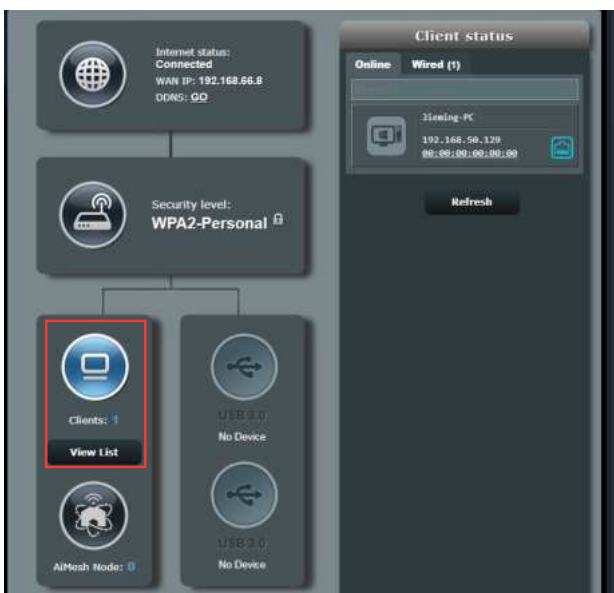 Internet status:
Connected
WAN IP: 192.168.66.8
DDNS: GO
Security level:
WPA2-Personal
Clients: 1
View List
AiMesh Node: 0
USB 3.0
No Device
USB 3.0
No Device
Client status
Online Wired (1)
Jieming-PC
192.168.50.129
00:00:00:00:00:00
Refresh